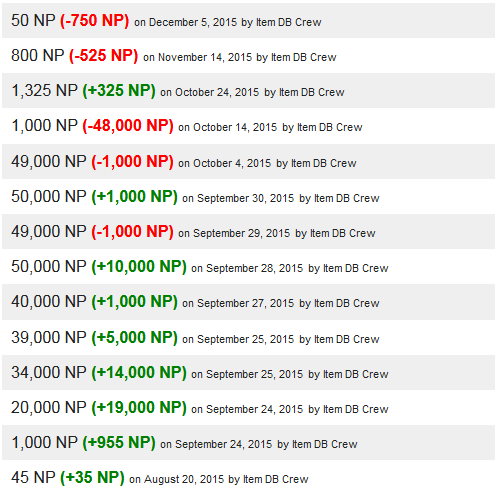 50 NP (-750 NP) on December 5, 2015 by Item DB Crew
800 NP (-525 NP) on November 14, 2015 by Item DB Crew
1,325 NP (+325 NP) on October 24, 2015 by Item DB Crew
1,000 NP (-48,000 NP) on October 14, 2015 by Item DB Crew
49,000 NP (-1,000 NP) on October 4, 2015 by Item DB Crew
50,000 NP (+1,000 NP) on September 30, 2015 by Item DB Crew
49,000 NP (-1,000 NP) on September 29, 2015 by Item DB Crew
50,000 NP (+10,000 NP) on September 28, 2015 by Item DB Crew
40,000 NP (+1,000 NP) on September 27, 2015 by Item DB Crew
39,000 NP (+5,000 NP) on September 25, 2015 by Item DB Crew
34,000 NP (+14,000 NP) on September 25, 2015 by Item DB Crew
20,000 NP (+19,000 NP) on September 24, 2015 by Item DB Crew
1,000 NP (+955 NP) on September 24, 2015 by Item DB Crew
45 NP (+35 NP) on August 20, 2015 by Item DB Crew